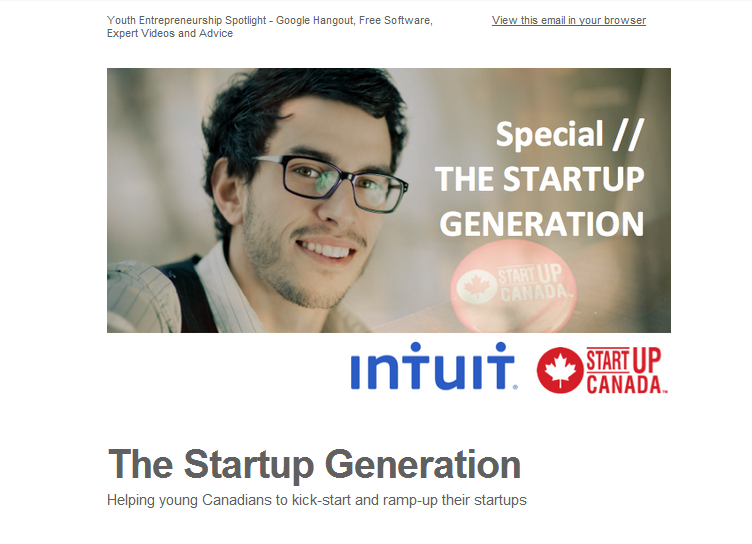 Youth Entrepreneurship Spotlight - Google Hangout, Free Software,
Expert Videos and Advice
View this email in your browser
Special //
THE STARTUP
GENERATION
START UP
CANADA™
intuit®
START UP
CANADA™
The Startup Generation
Helping young Canadians to kick-start and ramp-up their startups